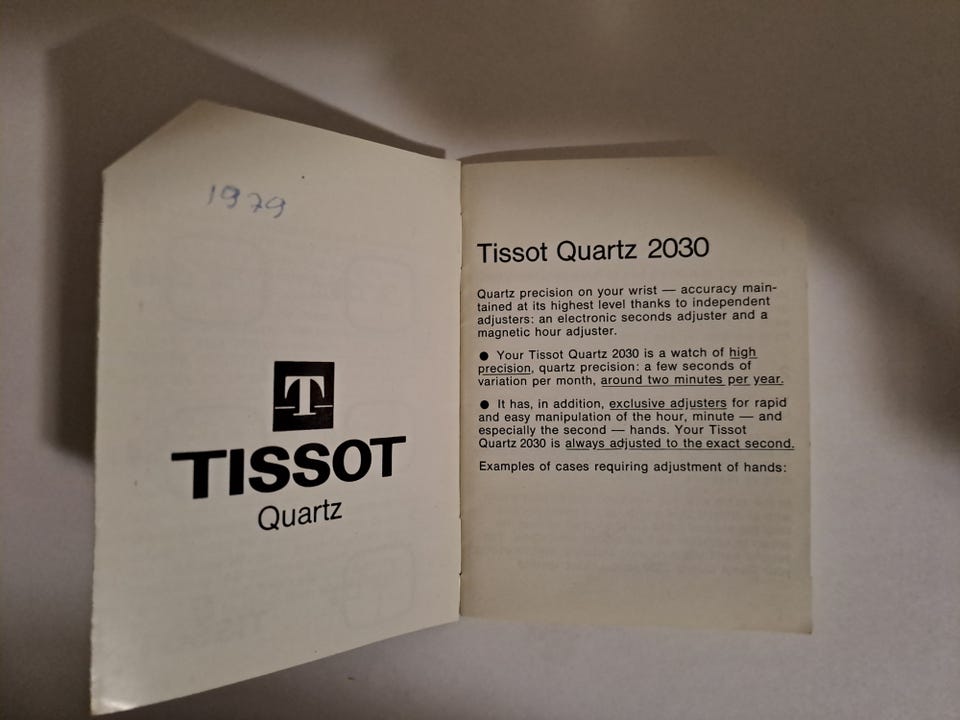 1979
T
TISSOT
Quartz
Tissot Quartz 2030
Quartz precision on your wrist — accuracy main-
tained at its highest level thanks to independent
adjusters: an electronic seconds adjuster and a
magnetic hour adjuster.
● Your Tissot Quartz 2030 is a watch of high
precision, quartz precision: a few seconds of
variation per month, around two minutes per year.
● It has, in addition, exclusive adjusters for rapid
and easy manipulation of the hour, minute — and
especially the second — hands. Your Tissot
Quartz 2030 is always adjusted to the exact second.
Examples of cases requiring adjustment of hands: